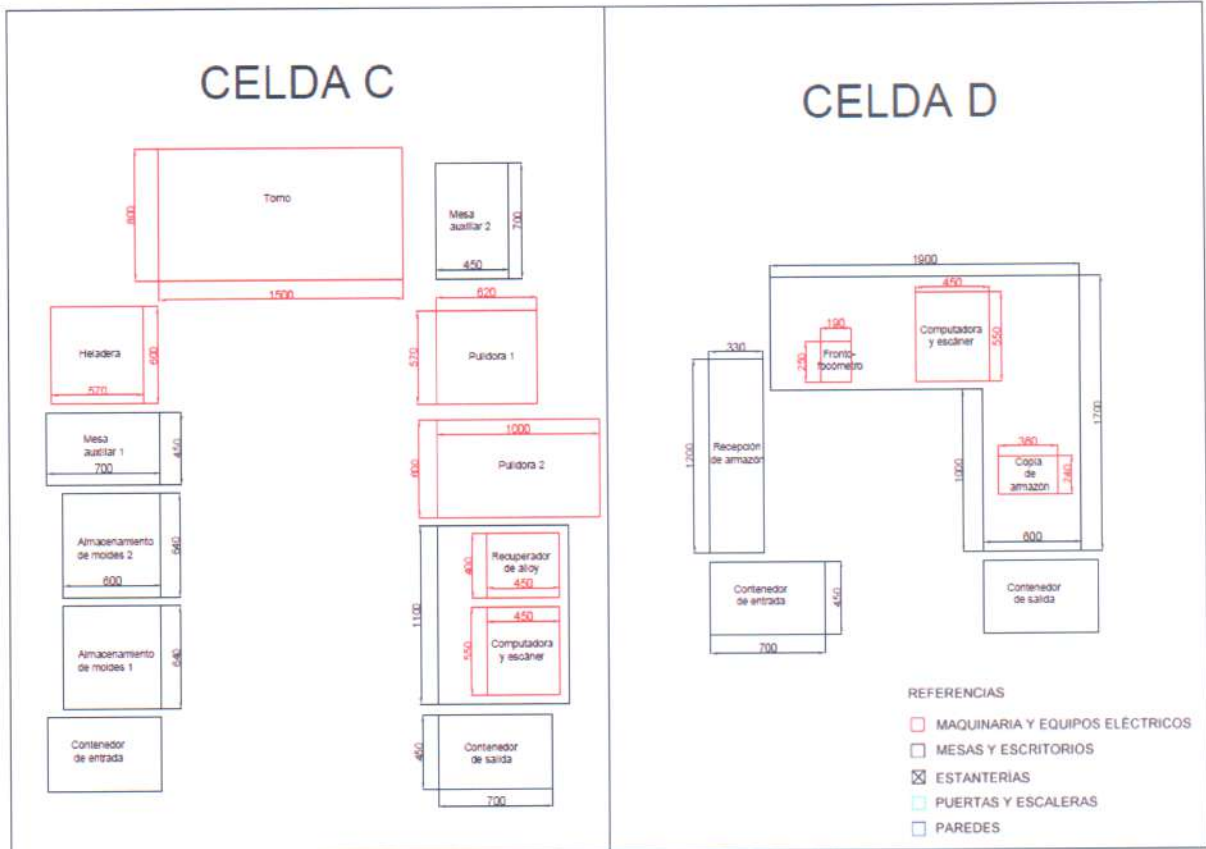 CELDA C
CELDA D
Torno
800
1500
Mesa
auxiliar 2
700
450
Heladera
600
570
620
570
Pulidora 1
Mesa
auxiliar 1
700
450
1000
600
Pulidora 2
Almacenamiento
de moldes 2
640
600
1100
400
Recuperador
de alloy
450
Almacenamiento
de moldes 1
640
550
450
Computadora
y escáner
Contenedor
de entrada
450
Contenedor
de salida
700
1900
450
190
250
Fronto-
focómetro
Computadora
y escáner
550
330
1200
Recepción
de armazón
1700
1000
380
Copia
de
armazón
240
600
Contenedor
de entrada
450
700
Contenedor
de salida
REFERENCIAS
MAQUINARIA Y EQUIPOS ELÉCTRICOS
MESAS Y ESCRITORIOS
ESTANTERÍAS
PUERTAS Y ESCALERAS
PAREDES